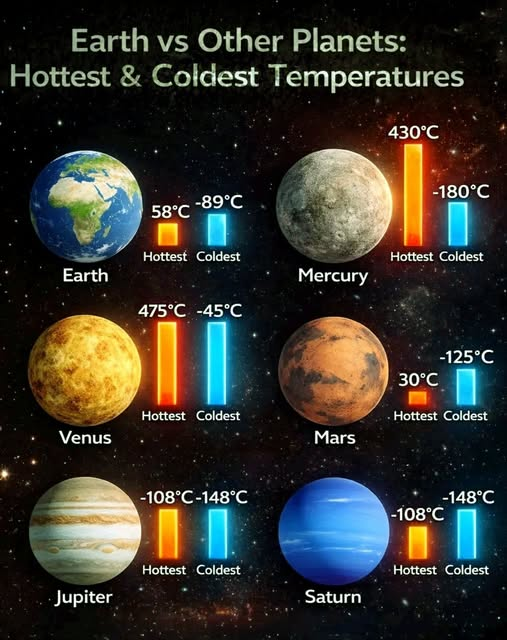 Earth vs Other Planets:
Hottest & Coldest Temperatures
58°C -89°C
Hottest Coldest
Earth
430°C
-180°C
Hottest Coldest
Mercury
475°C -45°C
Hottest Coldest
Venus
30°C
-125°C
Hottest Coldest
Mars
-108°C -148°C
Hottest Coldest
Jupiter
-108°C
-148°C
Hottest Coldest
Saturn